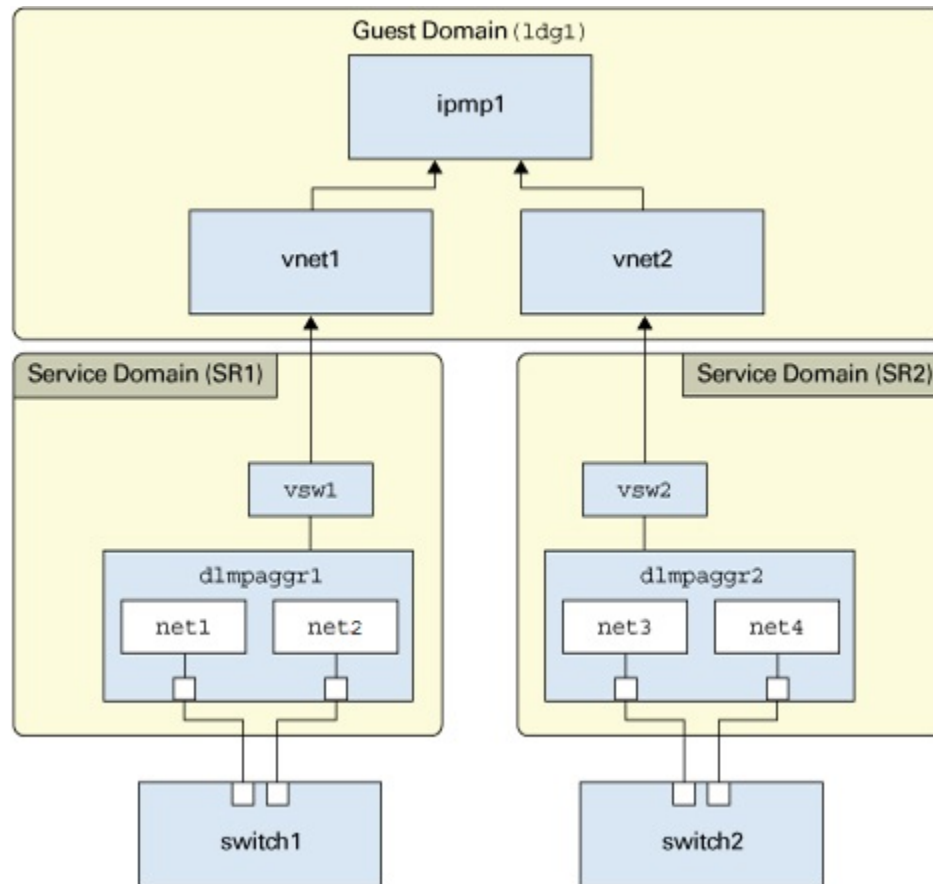 Guest Domain (ldg1)
ipmp1
vnet1
vnet2
Service Domain (SR1)
Service Domain (SR2)
vsw1
vsw2
dlmpaggr1
dlmpaggr2
net1
net2
net3
net4
switch1
switch2